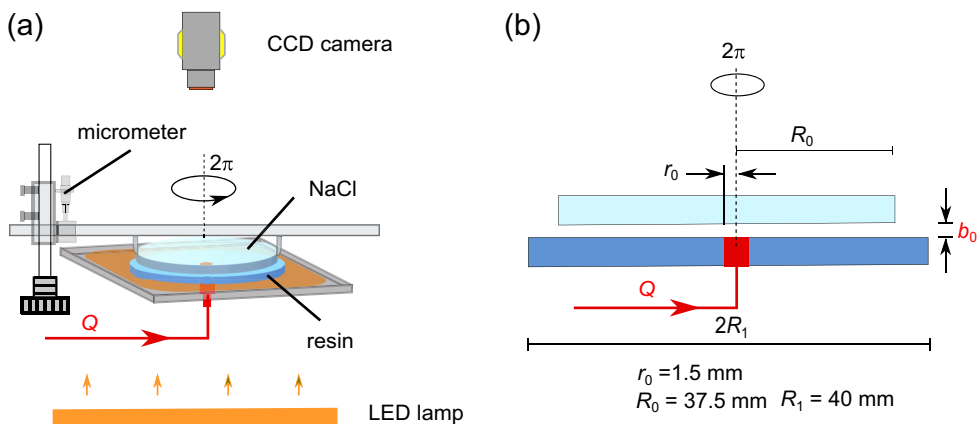 (a)
CCD camera
micrometer
2π
NaCl
Q
resin
LED lamp
(b)
2π
R₀
r₀
b₀
Q
2R₁
r₀ =1.5 mm
R₀ = 37.5 mm R₁ = 40 mm